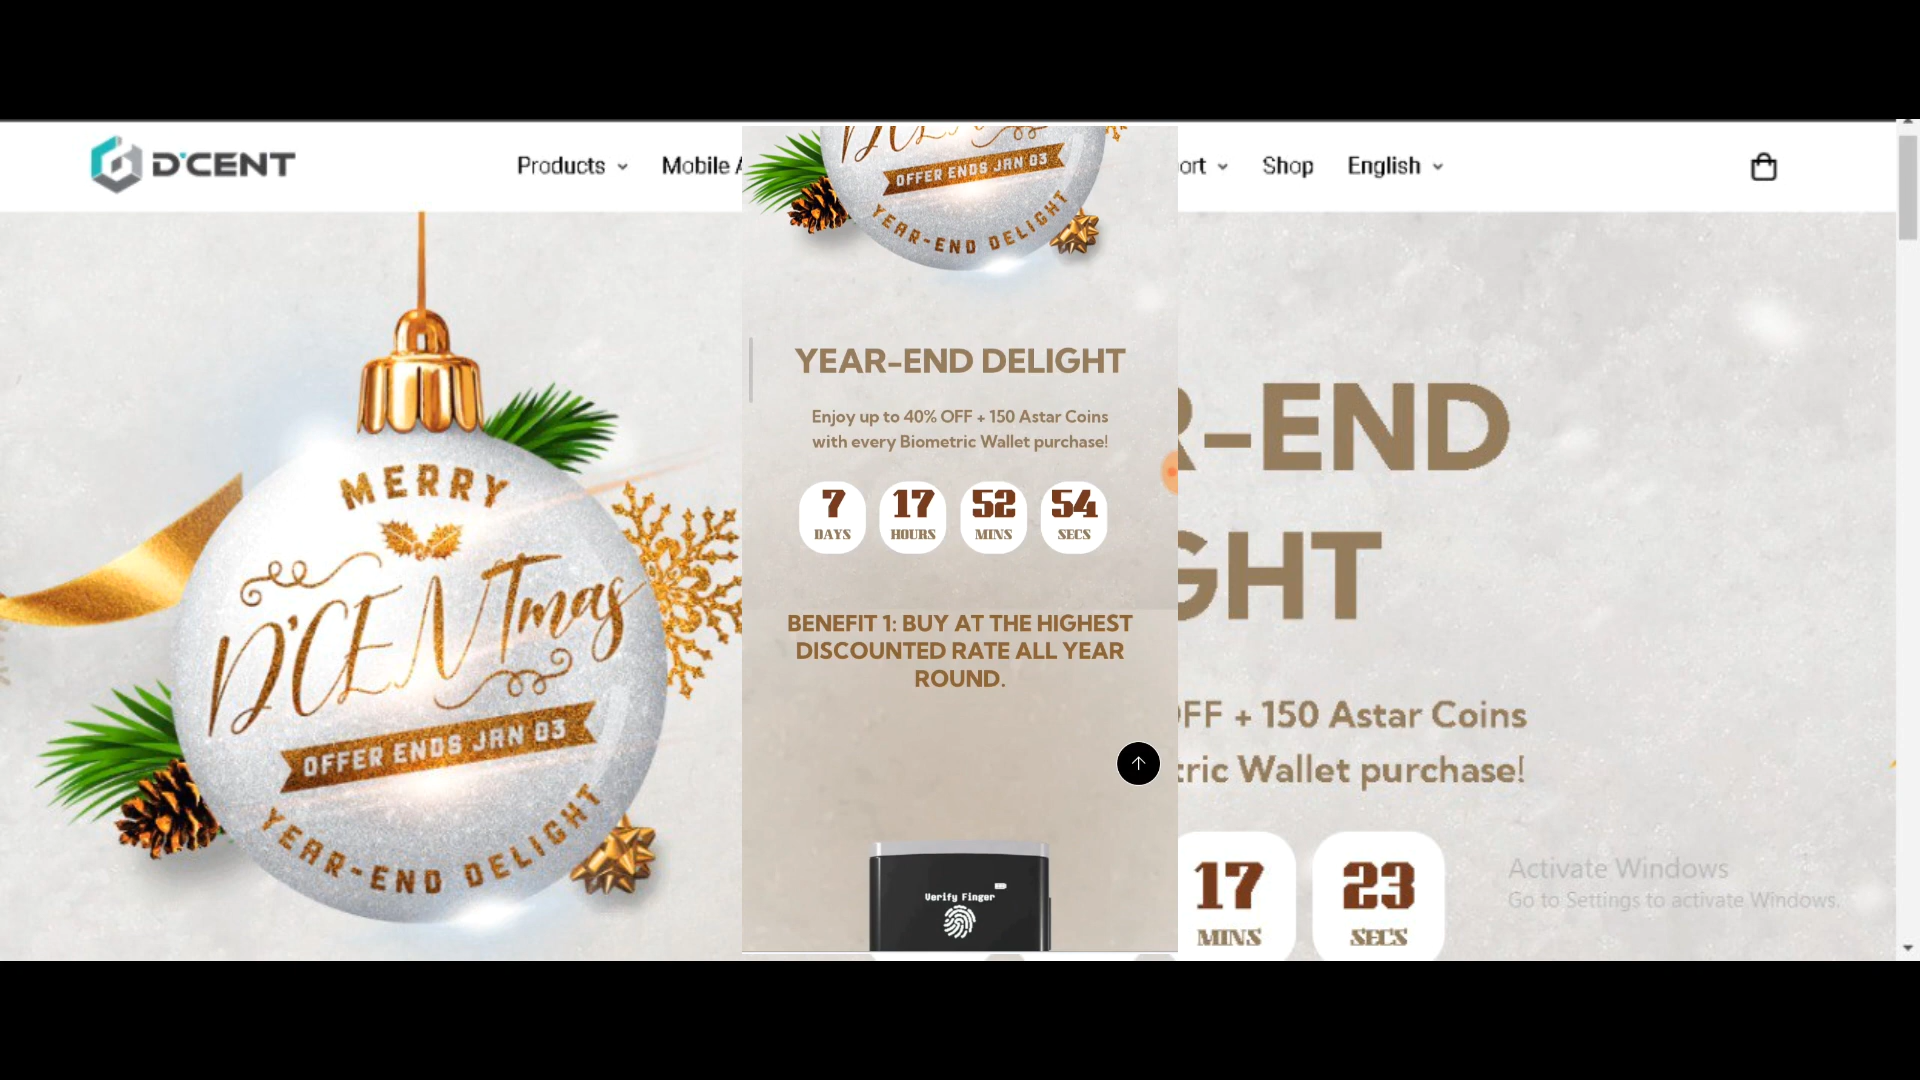 D'CENT
Products
Mobile
Shop
English
MERRY
D'CENTmas
OFFER ENDS JAN 03
YEAR-END DELIGHT
OFFER ENDS JAN 03
YEAR-END DELIGHT
YEAR-END DELIGHT
Enjoy up to 40% OFF + 150 Astar Coins
with every Biometric Wallet purchase!
7 17 52 54
DAYS HOURS MINS SECS
BENEFIT 1: BUY AT THE HIGHEST
DISCOUNTED RATE ALL YEAR
ROUND.
Verify Finger
-END
GHT
FF + 150 Astar Coins
tric Wallet purchase!
17 23
MINS SECS
Activate Windows
Go to Settings to activate Windows.